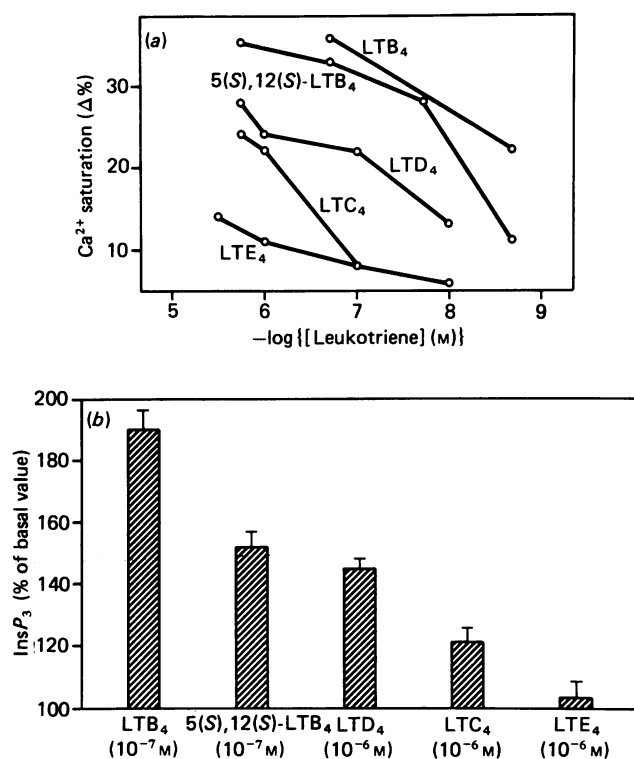 (a)
LTB₄
5(S),12(S)-LTB₄
LTD₄
LTC₄
LTE₄
Ca²⁺ saturation (Δ%)
30
20
10
5 6 7 8 9
—log{[Leukotriene] (M)}
(b)
InsP₃ (% of basal value)
200
180
160
140
120
100
LTB₄ 5(S),12(S)-LTB₄ LTD₄ LTC₄ LTE₄
(10⁻⁷ M) (10⁻⁷ M) (10⁻⁶ M) (10⁻⁶ M) (10⁻⁶ M)